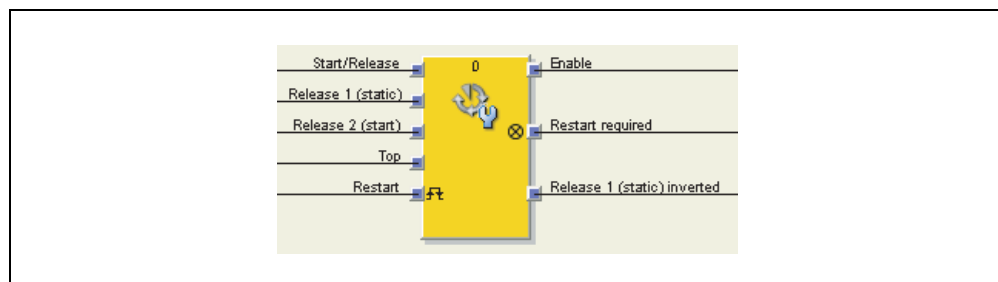 Start/Release
0
Enable
Release 1 (static)
Release 2 (start)
Restart required
Top
Restart
Release 1 (static) inverted